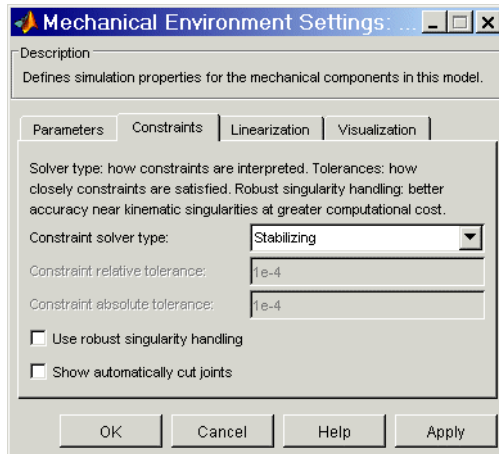 Mechanical Environment Settings: ...
Description
Defines simulation properties for the mechanical components in this model.
Parameters Constraints Linearization Visualization
Solver type: how constraints are interpreted. Tolerances: how
closely constraints are satisfied. Robust singularity handling: better
accuracy near kinematic singularities at greater computational cost.
Constraint solver type: Stabilizing
Constraint relative tolerance: 1e-4
Constraint absolute tolerance: 1e-4
Use robust singularity handling
Show automatically cut joints
OK Cancel Help Apply